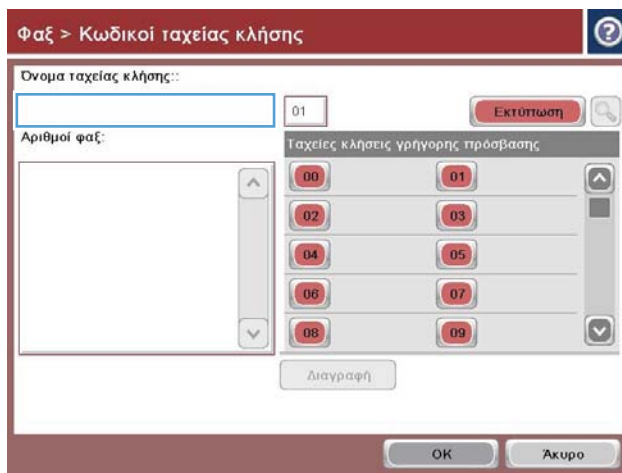 Φαξ > Κωδικοί ταχείας κλήσης
Όνομα ταχείας κλήσης::
01
Εκτύπωση
Αριθμοί φαξ:
Ταχείες κλήσεις γρήγορης πρόσβασης
00 01
02 03
04 05
06 07
08 09
Διαγραφή
OK Άκυρο